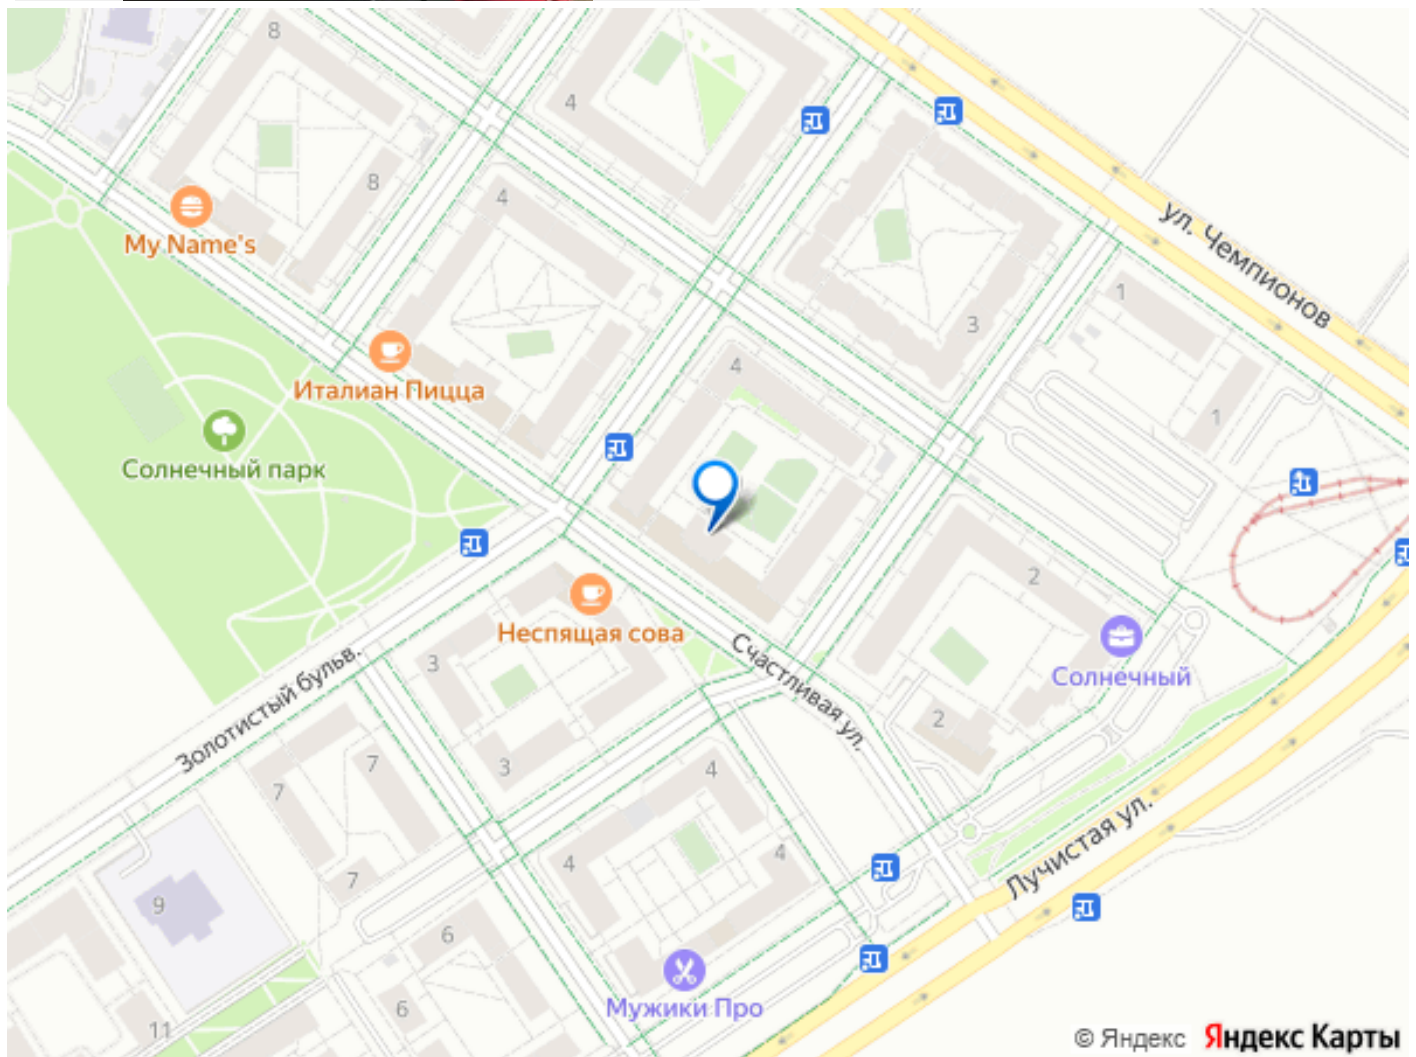 8
4
8
4
My Name's
ул. Чемпионов
1
3
Италиан Пицца
4
1
Солнечный парк
2
Неспящая сова
3
Счастливая ул.
Солнечный
Золотистый бульв.
2
7
7
3
4
Лучистая ул.
4
4
7
9
6
6
Мужики Про
11
© Яндекс Яндекс Карты